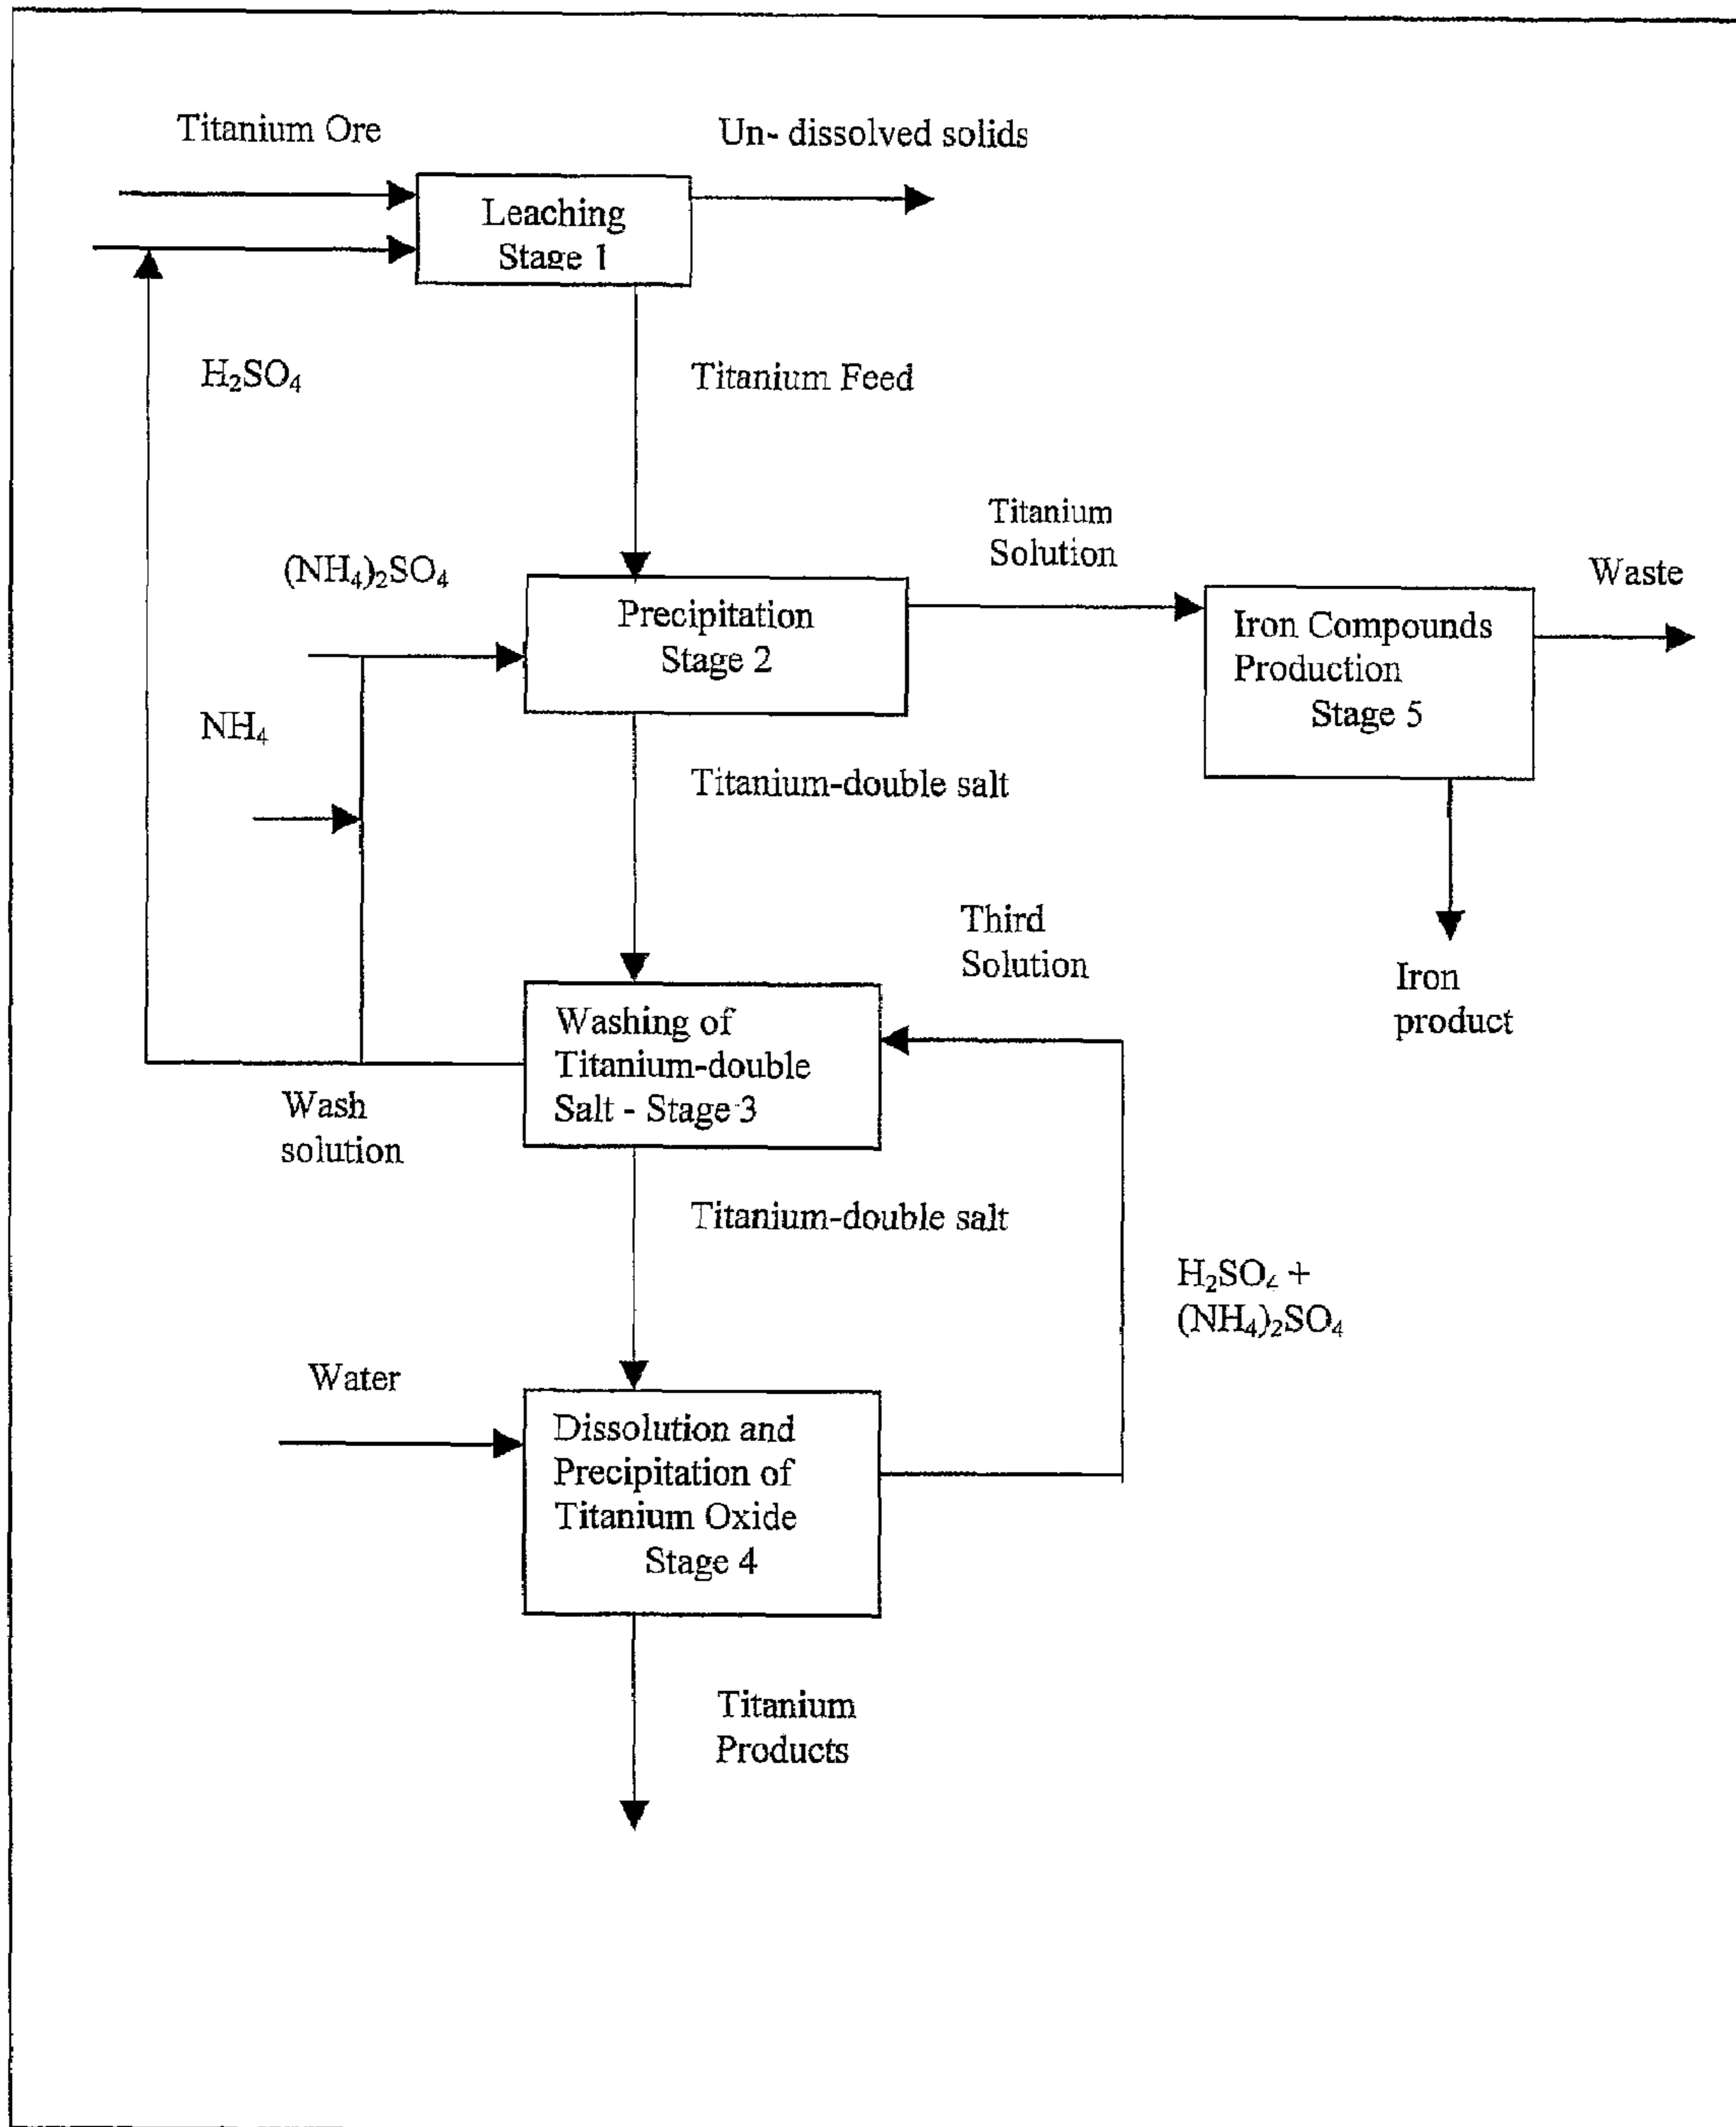 Titanium Ore
Un- dissolved solids
Leaching
Stage 1
H₂SO₄
Titanium Feed
(NH₄)₂SO₄
Titanium
Solution
Waste
Precipitation
Stage 2
Iron Compounds
Production
Stage 5
NH₄
Titanium-double salt
Third
Solution
Iron
product
Washing of
Titanium-double
Salt - Stage 3
Wash
solution
Titanium-double salt
H₂SO₄ +
(NH₄)₂SO₄
Water
Dissolution and
Precipitation of
Titanium Oxide
Stage 4
Titanium
Products